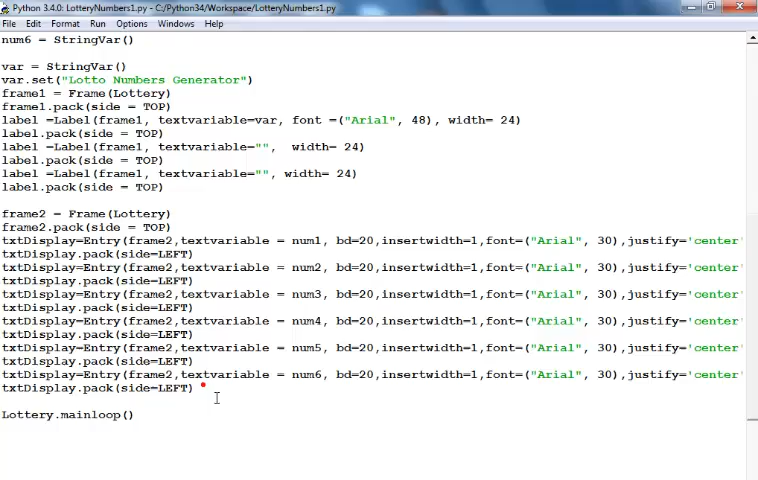 Python 3.4.0: LotteryNumbers1.py - C:/Python34/Workspace/LotteryNumbers1.py
File Edit Format Run Options Windows Help
num6 = StringVar()
var = StringVar()
var.set("Lotto Numbers Generator")
frame1 = Frame(Lottery)
frame1.pack(side = TOP)
label =Label(frame1, textvariable=var, font =("Arial", 48), width= 24)
label.pack(side = TOP)
label =Label(frame1, textvariable="",  width= 24)
label.pack(side = TOP)
label =Label(frame1, textvariable="", width= 24)
label.pack(side = TOP)
frame2 = Frame(Lottery)
frame2.pack(side = TOP)
txtDisplay=Entry(frame2,textvariable = num1, bd=20,insertwidth=1,font=("Arial", 30),justify='center'
txtDisplay.pack(side=LEFT)
txtDisplay=Entry(frame2,textvariable = num2, bd=20,insertwidth=1,font=("Arial", 30),justify='center'
txtDisplay.pack(side=LEFT)
txtDisplay=Entry(frame2,textvariable = num3, bd=20,insertwidth=1,font=("Arial", 30),justify='center'
txtDisplay.pack(side=LEFT)
txtDisplay=Entry(frame2,textvariable = num4, bd=20,insertwidth=1,font=("Arial", 30),justify='center'
txtDisplay.pack(side=LEFT)
txtDisplay=Entry(frame2,textvariable = num5, bd=20,insertwidth=1,font=("Arial", 30),justify='center'
txtDisplay.pack(side=LEFT)
txtDisplay=Entry(frame2,textvariable = num6, bd=20,insertwidth=1,font=("Arial", 30),justify='center'
txtDisplay.pack(side=LEFT)
Lottery.mainloop()